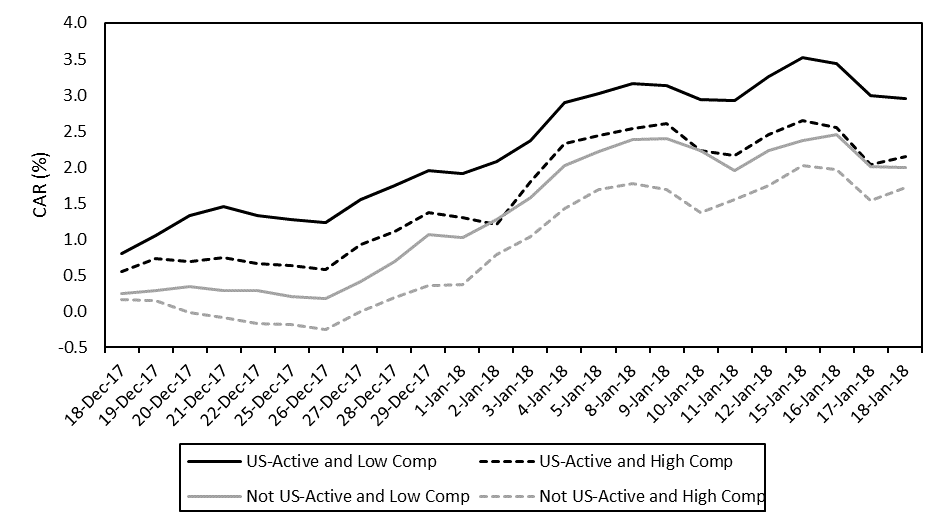 4.0
3.5
3.0
2.5
2.0
1.5
1.0
0.5
0.0
-0.5
CAR (%)
18-Dec-17
19-Dec-17
20-Dec-17
21-Dec-17
22-Dec-17
25-Dec-17
26-Dec-17
27-Dec-17
28-Dec-17
29-Dec-17
1-Jan-18
2-Jan-18
3-Jan-18
4-Jan-18
5-Jan-18
8-Jan-18
9-Jan-18
10-Jan-18
11-Jan-18
12-Jan-18
15-Jan-18
16-Jan-18
17-Jan-18
18-Jan-18
US-Active and Low Comp
US-Active and High Comp
Not US-Active and Low Comp
Not US-Active and High Comp